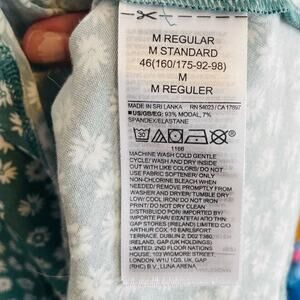 M REGULAR
M STANDARD
46(160/175-92-98)
M
M REGULER
MADE IN SRI LANKA RN 54023 / CA 17897
■US/GB/EG: 93% MODAL, 7%
SPANDEX/ELASTANE
30
1166
MACHINE WASH COLD GENTLE
CYCLE/ WASH AND DRY INSIDE
OUT WITH LIKE COLORS/ DO NOT
USE FABRIC SOFTENER/ ONLY
NON-CHLORINE BLEACH WHEN
NEEDED/ REMOVE PROMPTLY FROM
WASHER AND DRYER/ TUMBLE DRY
LOW/ COOL IRON/ DO NOT IRON
PRINT/ DO NOT DRY CLEAN
DISTRIBUIDO POR/ IMPORTED BY/
IMPORTE PAR/
GAP STORES (IRELAND) LIMITED C/O
ARTHUR COX, 10 EARLSFORT
TERRACE, DUBLIN 2, D02 T380,
IRELAND, GAP (UK HOLDINGS)
LIMITED, 2ND FLOOR NATIONS
HOUSE, 103 WIGMORE STREET,
LONDON, W1U 1QS, UK, GAP
(RHC) B.V., LUNA ARENA,